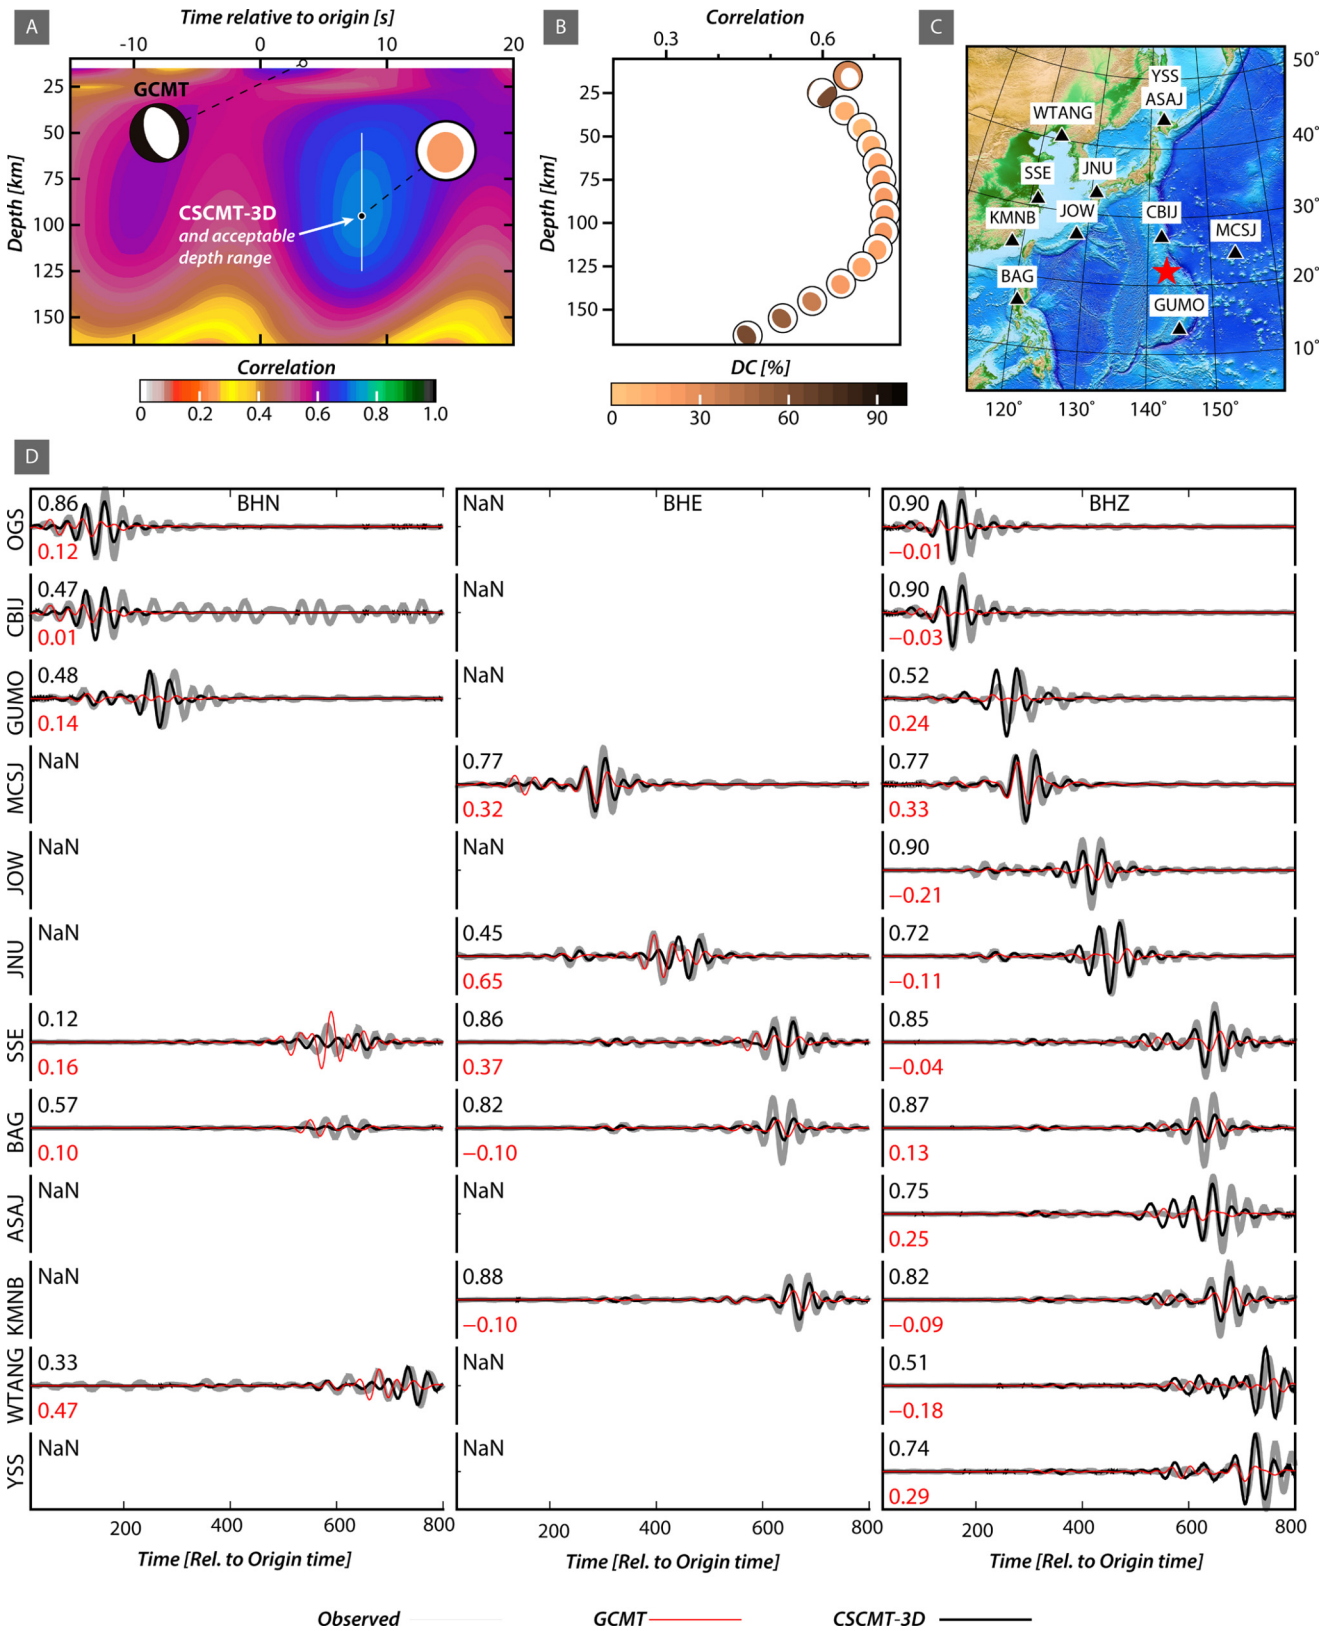 A
Time relative to origin [s]
-10 0 10 20
Depth [km]
25
50
75
100
125
150
GCMT
CSCMT-3D
and acceptable
depth range
Correlation
0 0.2 0.4 0.6 0.8 1.0
B
Correlation
0.3 0.6
Depth [km]
25
50
75
100
125
150
DC [%]
0 30 60 90
C
YSS
ASAJ
WTANG
SSE
JNU
KMNB
JOW
CBIJ
MCSJ
BAG
GUMO
50°
40°
30°
20°
10°
120° 130° 140° 150°
D
BHN BHE BHZ
OGS
0.86 NaN 0.90
0.12 −0.01
CBIJ
0.47 NaN 0.90
0.01 −0.03
GUMO
0.48 NaN 0.52
0.14 0.24
MCSJ
NaN 0.77 0.77
0.32 0.33
JOW
NaN NaN 0.90
−0.21
JNU
NaN 0.45 0.72
0.65 −0.11
SSE
0.12 0.86 0.85
0.16 0.37 −0.04
BAG
0.57 0.82 0.87
0.10 −0.10 0.13
ASAJ
NaN NaN 0.75
0.25
KMNB
NaN 0.88 0.82
−0.10 −0.09
WTANG
0.33 NaN 0.51
0.47 −0.18
YSS
NaN NaN 0.74
0.29
200 400 600 800 200 400 600 800 200 400 600 800
Time [Rel. to Origin time] Time [Rel. to Origin time] Time [Rel. to Origin time]
Observed GCMT CSCMT-3D